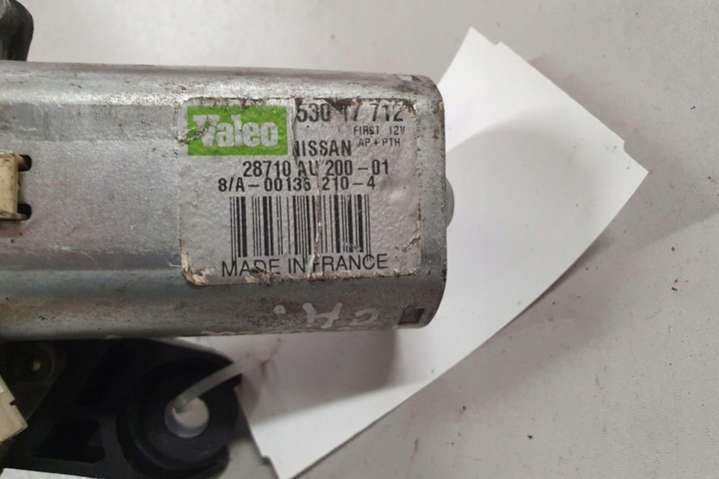 Valeo
530 17 712
FIRST 12V
NISSAN AP+PTH
28710 AU 200-01
8/A-00136 210-4
MADE IN FRANCE
CH.